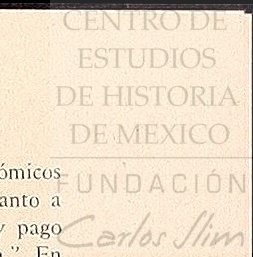 CENTRO DE
ESTUDIOS
DE HISTORIA
DE MEXICO
FUNDACIÓN
Carlos Slim
ómicos
anto a
y pago
En